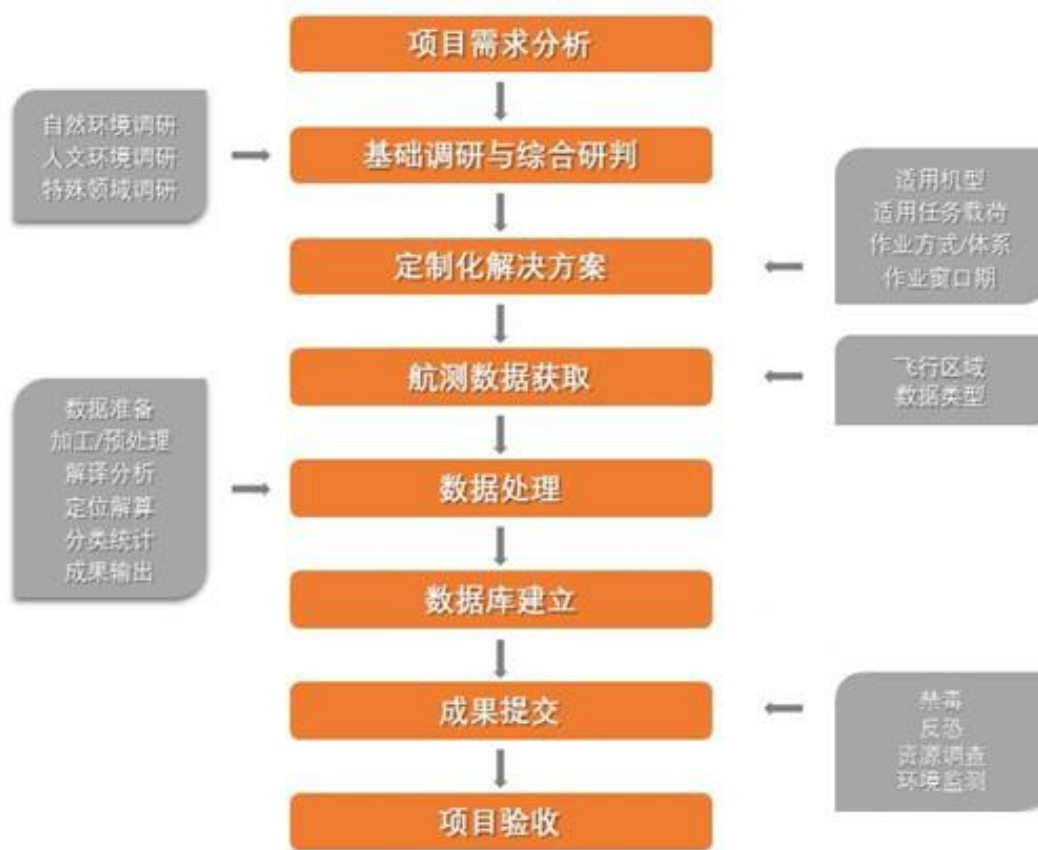 项目需求分析
自然环境调研
人文环境调研
特殊领域调研
基础调研与综合研判
适用机型
适用任务载荷
作业方式/体系
作业窗口期
定制化解决方案
飞行区域
数据类型
航测数据获取
数据准备
加工/预处理
解译分析
定位解算
分类统计
成果输出
数据处理
数据库建立
禁毒
反恐
资源调查
环境监测
成果提交
项目验收